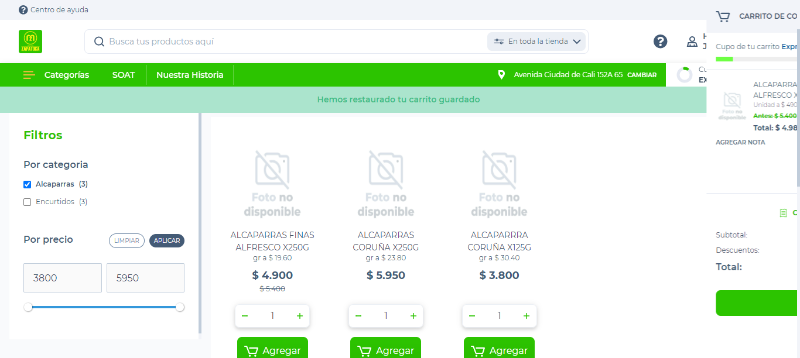 Centro de ayuda
CARRITO DE CO
Busca tus productos aquí
En toda la tienda
Categorías
SOAT
Nuestra Historia
Avenida Ciudad de Cali 152A 65 CAMBIAR
Cupo de tu carrito Expre
Hemos restaurado tu carrito guardado
Filtros
Por categoría
Alcaparras (3)
Encurtidos (3)
Por precio
LIMPIAR
APLICAR
3800
5950
Foto no
disponible
ALCAPARRAS FINAS
ALFRESCO X250G
gr a $ 19.60
$ 4.900
$ 5.400
1
Agregar
Foto no
disponible
ALCAPARRAS
CORUÑA X250G
gr a $ 23.80
$ 5.950
1
Agregar
Foto no
disponible
ALCAPARRRA
CORUÑA X125G
gr a $ 30.40
$ 3.800
1
Agregar
Foto no
disponible
ALCAPARRA
ALFRESCO X
Unidad a $ 490
Antes: $ 5.400
Total: $ 4.98
AGREGAR NOTA
Subtotal:
Descuentos:
Total: